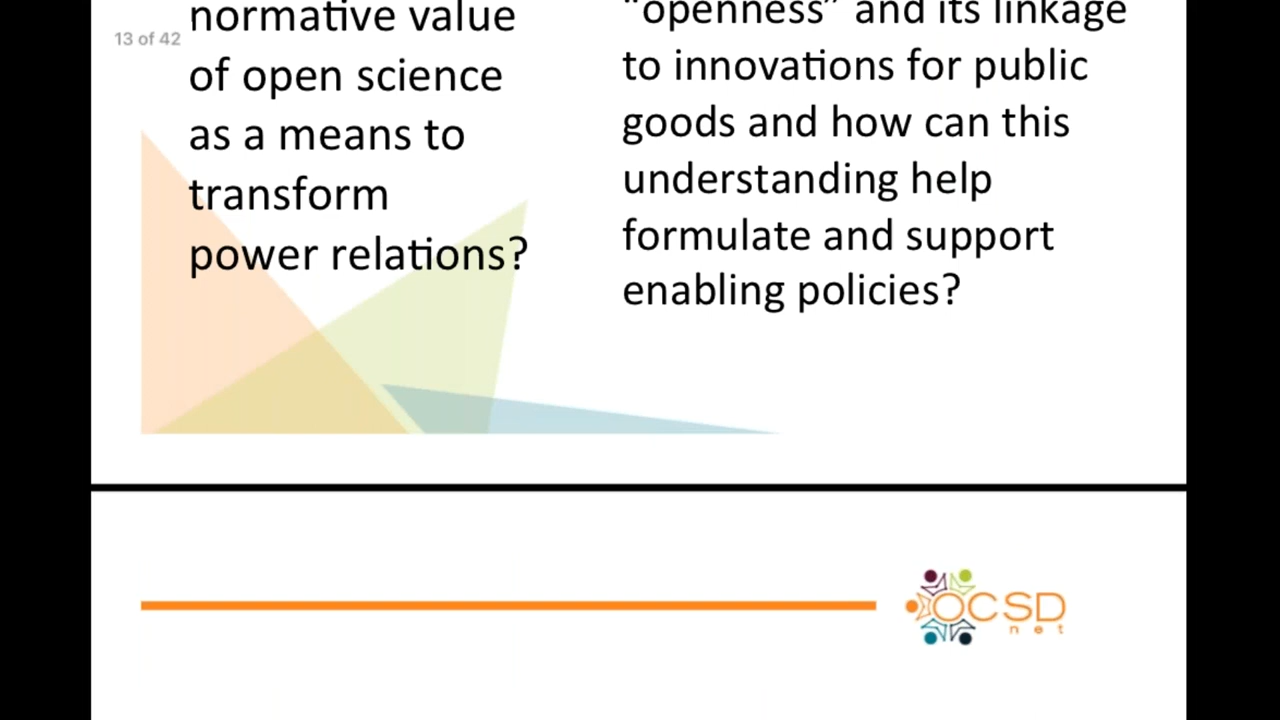 13 of 42
normative value
of open science
as a means to
transform
power relations?
“openness” and its linkage
to innovations for public
goods and how can this
understanding help
formulate and support
enabling policies?
OCSD
net